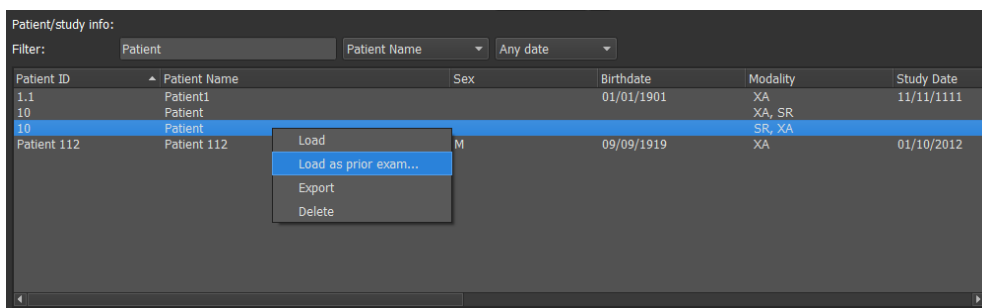 Patient/study info:
Filter: Patient Patient Name Any date
Patient ID Patient Name Sex Birthdate Modality Study Date
1.1 Patient1 01/01/1901 XA 11/11/1111
10 Patient XA, SR
10 Patient SR, XA
Patient 112 Patient 112 M 09/09/1919 XA 01/10/2012
Load
Load as prior exam...
Export
Delete